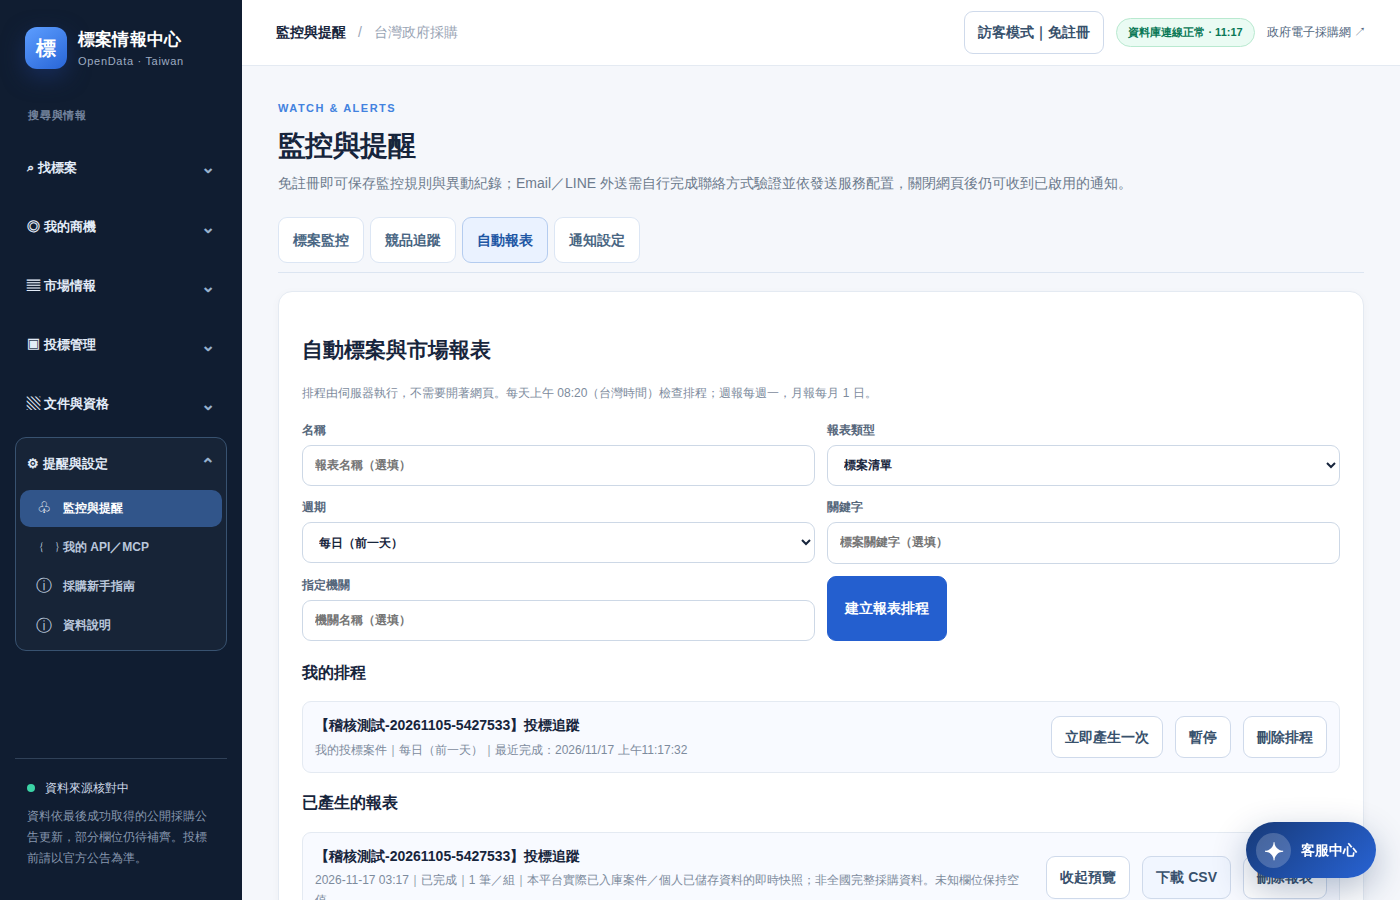 標
標案情報中心
OpenData · Taiwan
搜尋與情報
找標案
我的商機
市場情報
投標管理
文件與資格
提醒與設定
監控與提醒
我的 API／MCP
採購新手指南
資料說明
資料來源核對中
資料依最後成功取得的公開採購公
告更新，部分欄位仍待補齊。投標
前請以官方公告為準。
監控與提醒 / 台灣政府採購
訪客模式｜免註冊
資料庫連線正常 · 11:17
政府電子採購網 ↗
WATCH & ALERTS
監控與提醒
免註冊即可保存監控規則與異動紀錄；Email／LINE 外送需自行完成聯絡方式驗證並依發送服務配置，關閉網頁後仍可收到已啟用的通知。
標案監控
競品追蹤
自動報表
通知設定
自動標案與市場報表
排程由伺服器執行，不需要開著網頁。每天上午 08:20（台灣時間）檢查排程；週報每週一，月報每月 1 日。
名稱
報表名稱（選填）
報表類型
標案清單
週期
每日（前一天）
關鍵字
標案關鍵字（選填）
指定機關
機關名稱（選填）
建立報表排程
我的排程
【稽核測試-20261105-5427533】投標追蹤
我的投標案件｜每日（前一天）｜最近完成：2026/11/17 上午11:17:32
立即產生一次
暫停
刪除排程
已產生的報表
【稽核測試-20261105-5427533】投標追蹤
2026-11-17 03:17｜已完成｜1 筆／組｜本平台實際已入庫案件／個人已儲存資料的即時快照；非全國完整採購資料。未知欄位保持空
值
收起預覽
下載 CSV
刪除報表
客服中心